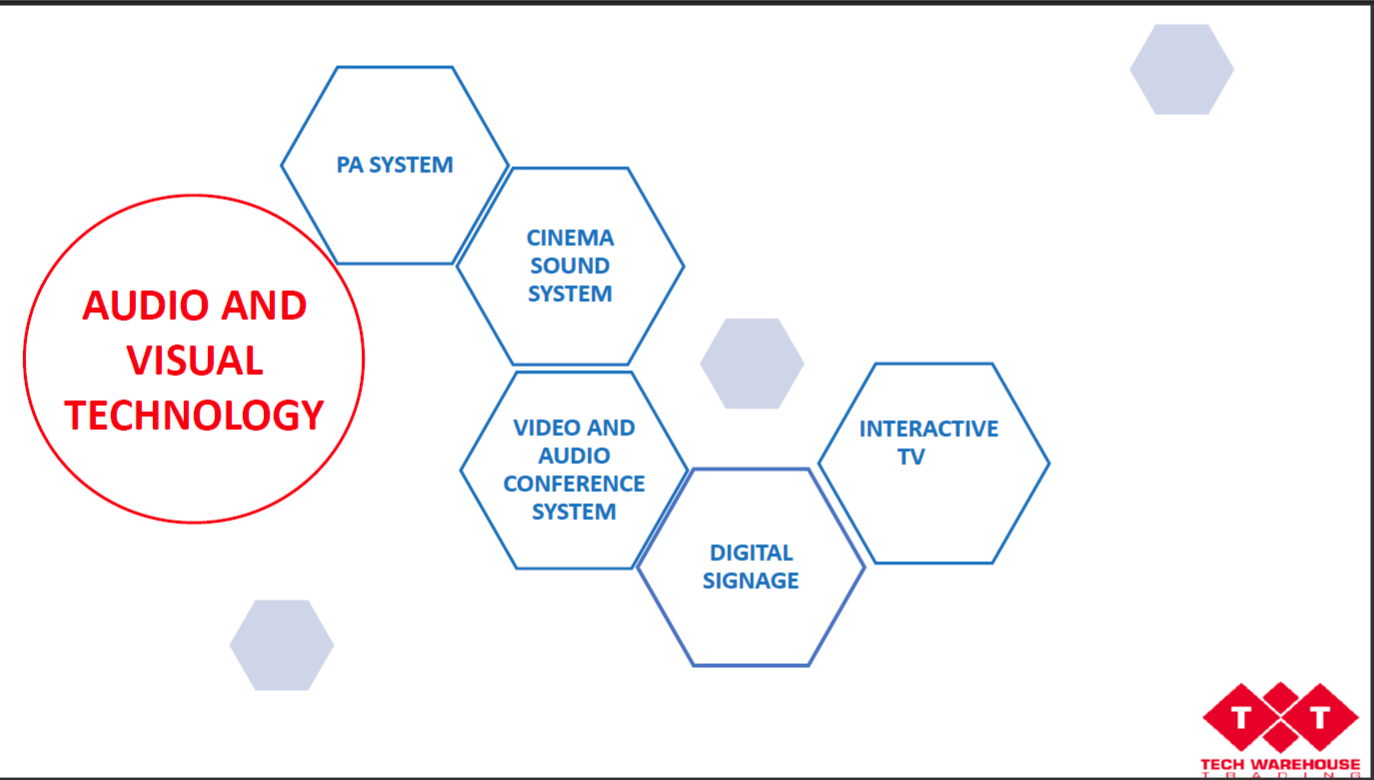 PA SYSTEM
CINEMA
SOUND
SYSTEM
AUDIO AND
VISUAL
TECHNOLOGY
VIDEO AND
AUDIO
CONFERENCE
SYSTEM
INTERACTIVE
TV
DIGITAL
SIGNAGE
T T
TECH WAREHOUSE
TRADING